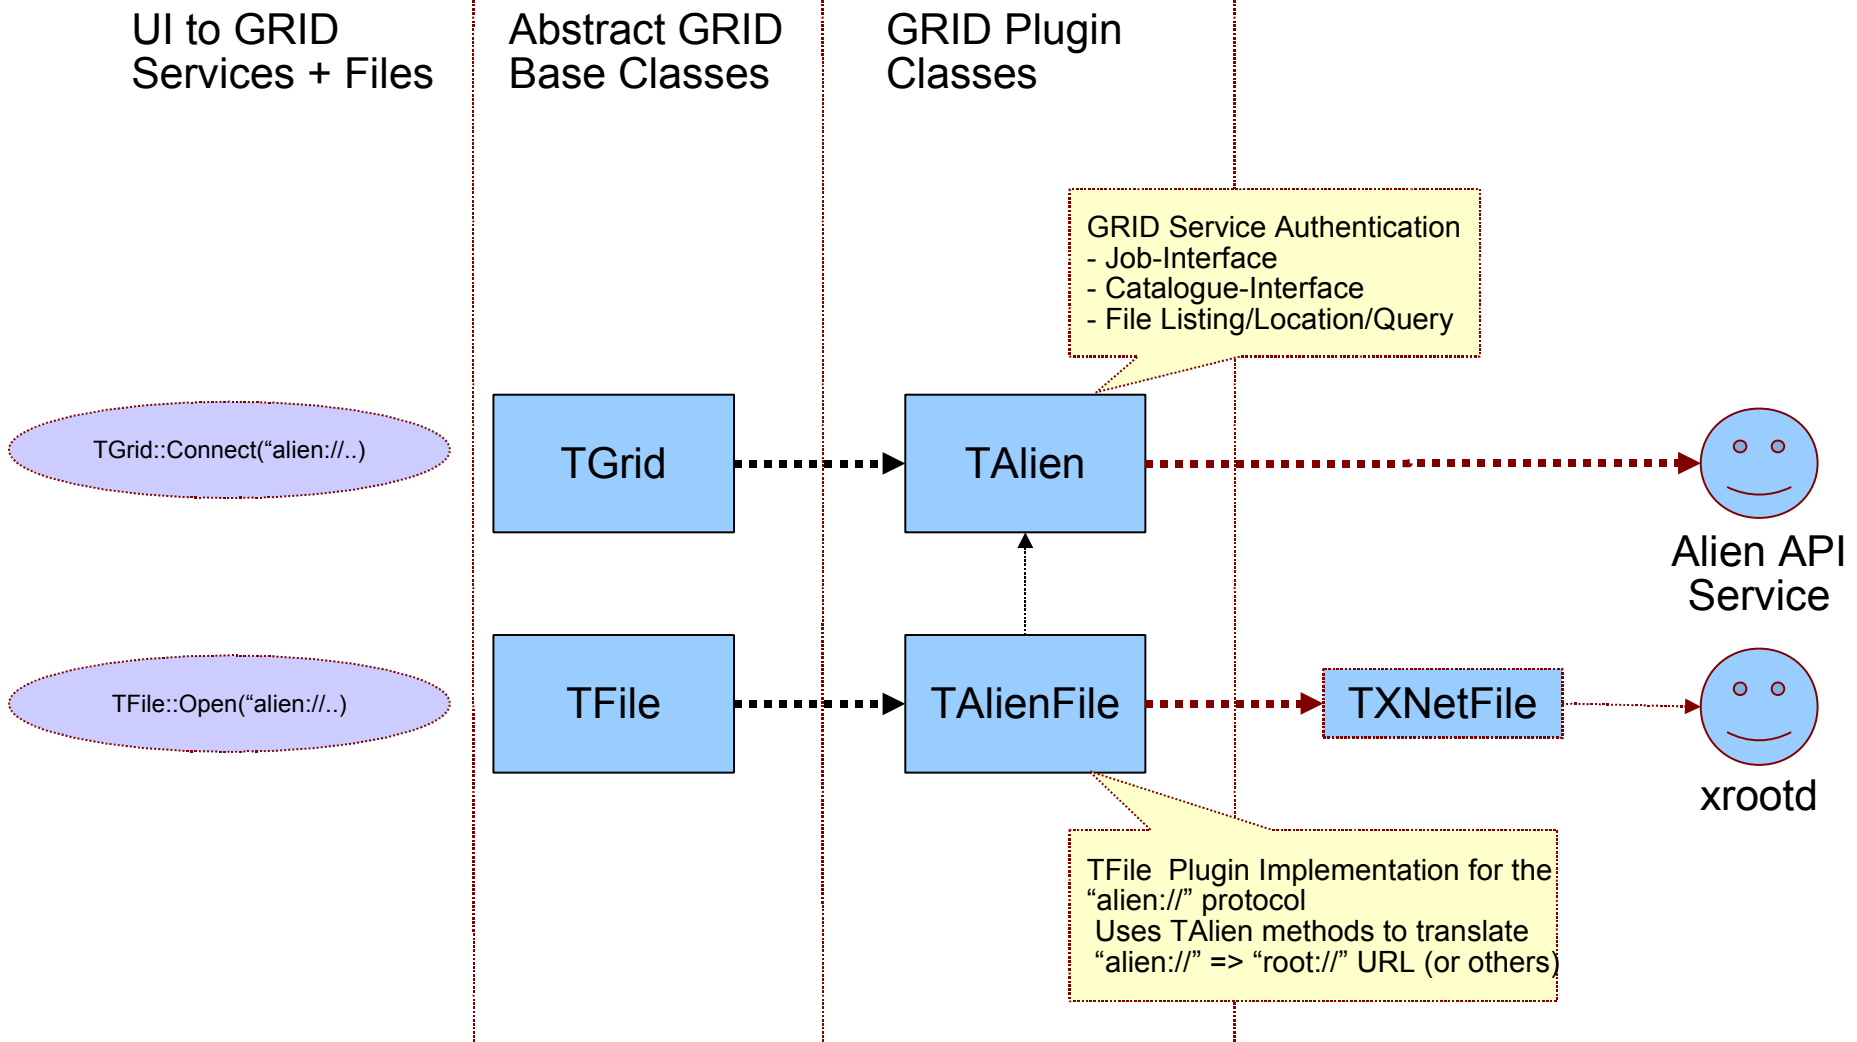 UI to GRID
Services + Files
Abstract GRID
Base Classes
GRID Plugin
Classes
GRID Service Authentication
- Job-Interface
- Catalogue-Interface
- File Listing/Location/Query
TGrid::Connect(“alien://..)
TGrid
TAlien
Alien API
Service
TFile::Open(“alien://..)
TFile
TAlienFile
TXNetFile
xrootd
TFile  Plugin Implementation for the
“alien://” protocol
Uses TAlien methods to translate
“alien://” => “root://” URL (or others)